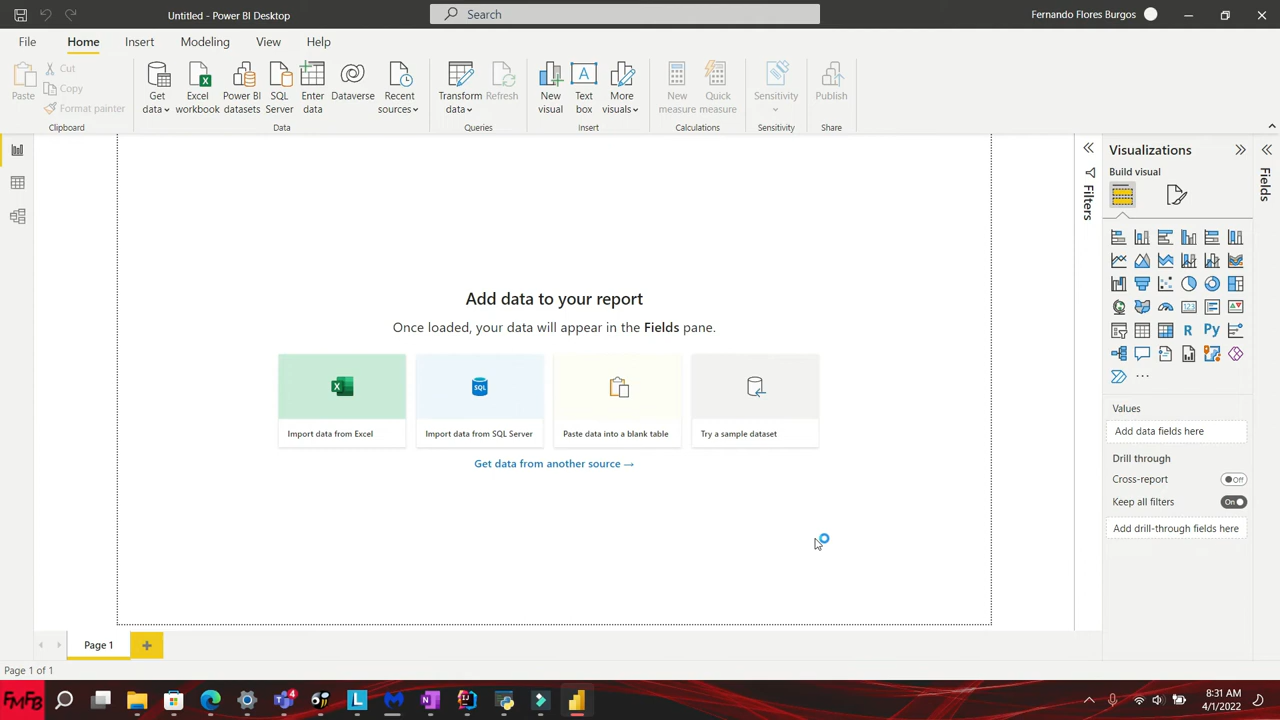 Untitled - Power BI Desktop
Search
Fernando Flores Burgos
File
Home
Insert
Modeling
View
Help
Paste
Cut
Copy
Format painter
Clipboard
Get data
Excel workbook
Power BI datasets
SQL Server
Enter data
Dataverse
Recent sources
Data
Transform data
Refresh
Queries
New visual
Text box
More visuals
Insert
New measure
Quick measure
Calculations
Sensitivity
Sensitivity
Publish
Share
Add data to your report
Once loaded, your data will appear in the Fields pane.
Import data from Excel
SQL
Import data from SQL Server
Paste data into a blank table
Try a sample dataset
Get data from another source →
Filters
Visualizations
Build visual
123
R
Py
Values
Add data fields here
Drill through
Cross-report
Off
Keep all filters
On
Add drill-through fields here
Fields
Page 1
Page 1 of 1
FMFB
4
8:31 AM
4/1/2022